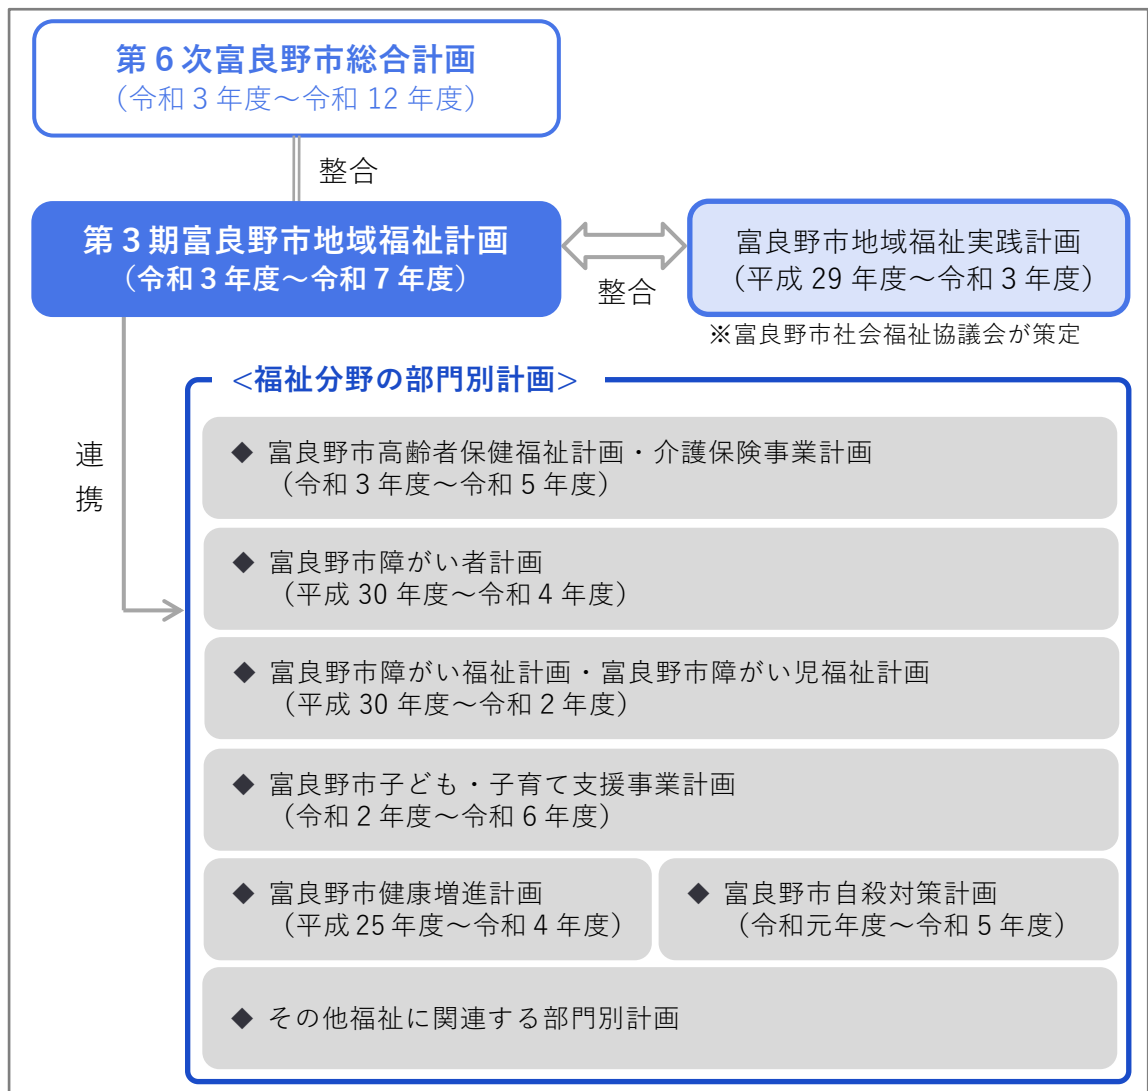 第６次富良野市総合計画
（令和３年度～令和 12 年度）
整合
第３期富良野市地域福祉計画
（令和３年度～令和７年度）
整合
富良野市地域福祉実践計画
（平成 29 年度～令和３年度）
※富良野市社会福祉協議会が策定
連携
<福祉分野の部門別計画>
◆ 富良野市高齢者保健福祉計画・介護保険事業計画
（令和３年度～令和５年度）
◆ 富良野市障がい者計画
（平成 30 年度～令和４年度）
◆ 富良野市障がい福祉計画・富良野市障がい児福祉計画
（平成 30 年度～令和２年度）
◆ 富良野市子ども・子育て支援事業計画
（令和２年度～令和６年度）
◆ 富良野市健康増進計画
（平成 25 年度～令和４年度）
◆ 富良野市自殺対策計画
（令和元年度～令和５年度）
◆ その他福祉に関連する部門別計画